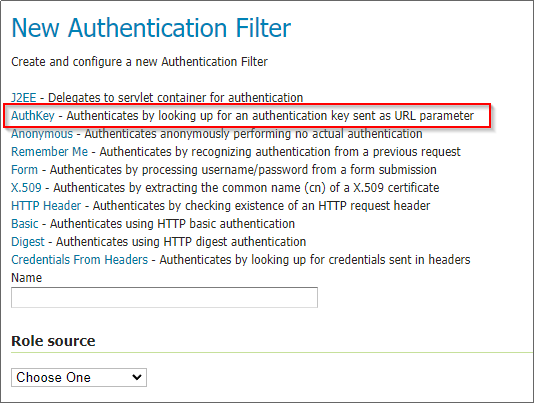 New Authentication Filter
Create and configure a new Authentication Filter
J2EE - Delegates to servlet container for authentication
AuthKey - Authenticates by looking up for an authentication key sent as URL parameter
Anonymous - Authenticates anonymously performing no actual authentication
Remember Me - Authenticates by recognizing authentication from a previous request
Form - Authenticates by processing username/password from a form submission
X.509 - Authenticates by extracting the common name (cn) of a X.509 certificate
HTTP Header - Authenticates by checking existence of an HTTP request header
Basic - Authenticates using HTTP basic authentication
Digest - Authenticates using HTTP digest authentication
Credentials From Headers - Authenticates by looking up for credentials sent in headers
Name
Role source
Choose One